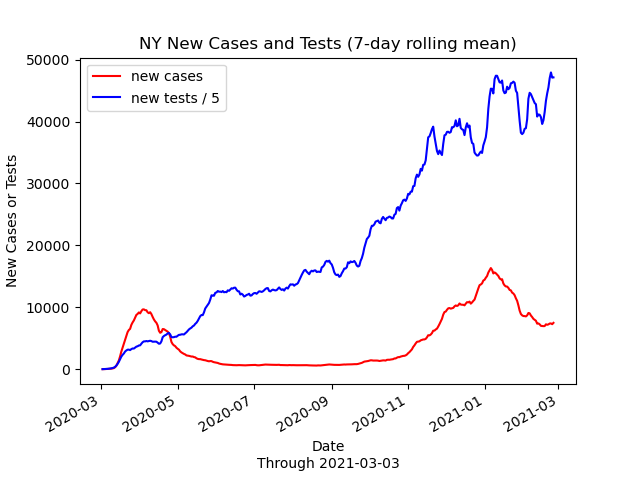 NY New Cases and Tests (7-day rolling mean)
new cases
new tests / 5
New Cases or Tests
50000
40000
30000
20000
10000
0
2020-03
2020-05
2020-07
2020-09
2020-11
2021-01
2021-03
Date
Through 2021-03-03